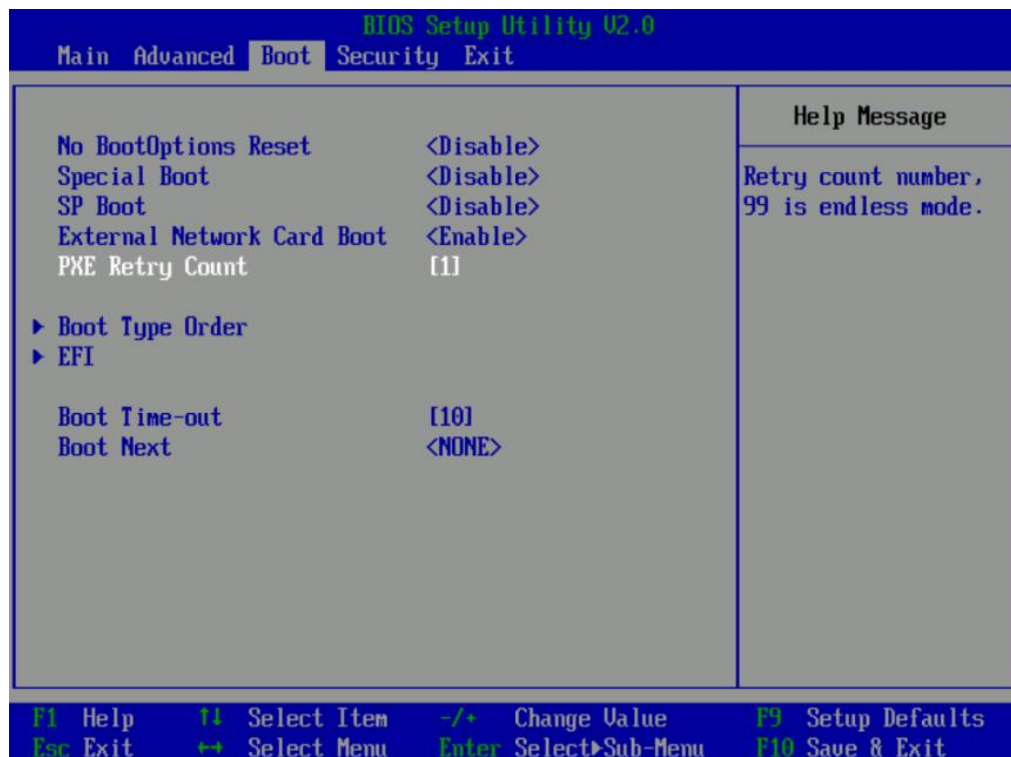 BIOS Setup Utility V2.0
Main Advanced Boot Security Exit
Help Message
No BootOptions Reset <Disable>
Special Boot <Disable>
SP Boot <Disable>
External Network Card Boot <Enable>
PXE Retry Count [1]
Retry count number,
99 is endless mode.
▶ Boot Type Order
▶ EFI
Boot Time-out [10]
Boot Next <NONE>
F1 Help ↑↓ Select Item -/+ Change Value F9 Setup Defaults
Esc Exit ←→ Select Menu Enter Select▶Sub-Menu F10 Save & Exit